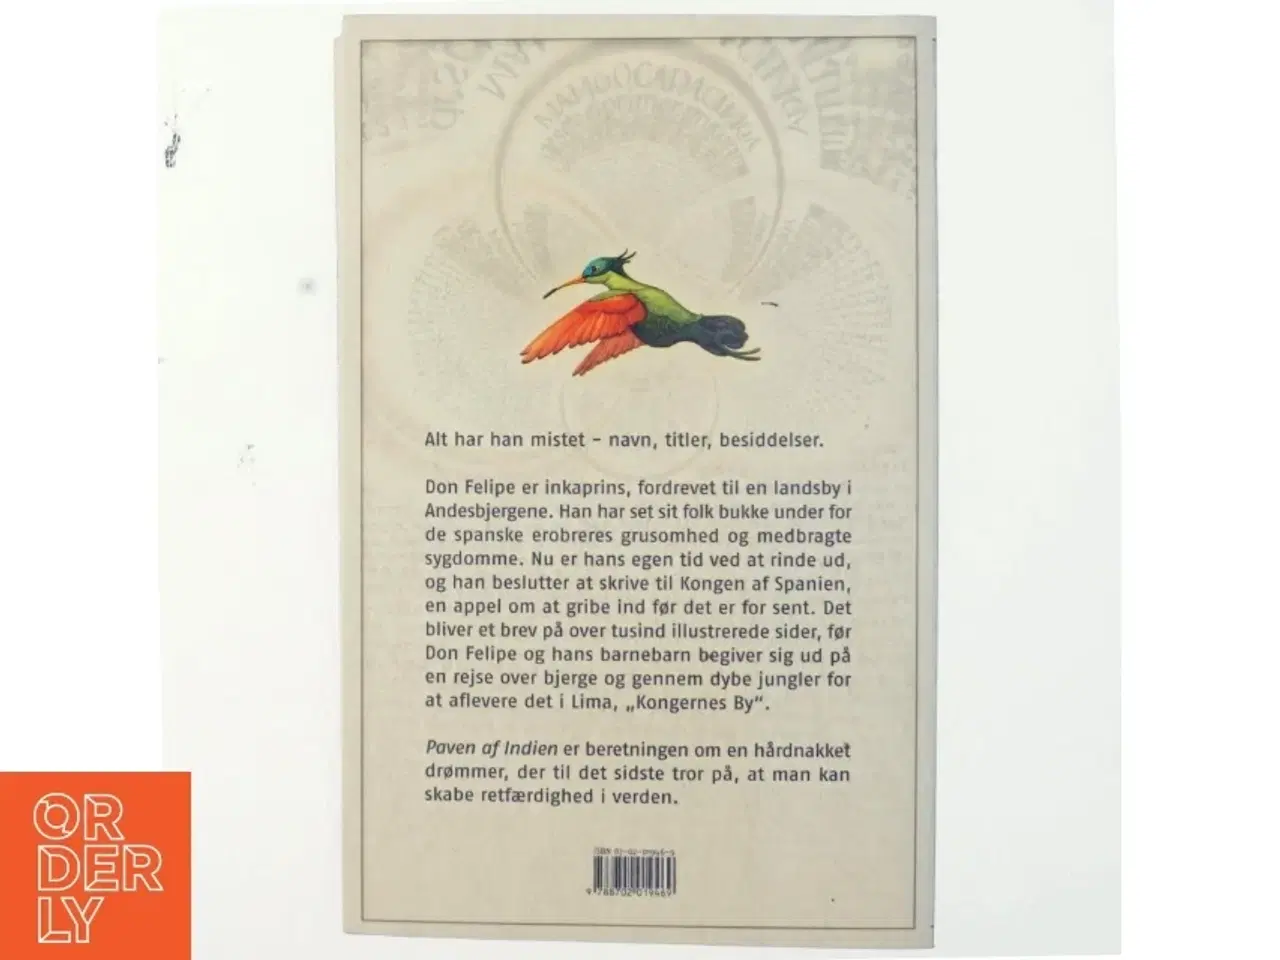 Alt har han mistet – navn, titler, besiddelser.
Don Felipe er inkaprins, fordrevet til en landsby i
Andesbjergene. Han har set sit folk bukke under for
de spanske erobreres grusomhed og medbragte
sygdomme. Nu er hans egen tid ved at rinde ud,
og han beslutter at skrive til Kongen af Spanien,
en appel om at gribe ind før det er for sent. Det
bliver et brev på over tusind illustrerede sider, før
Don Felipe og hans barnebarn begiver sig ud på
en rejse over bjerge og gennem dybe jungler for
at aflevere det i Lima, „Kongernes By“.
Paven af Indien er beretningen om en hårdnakket
drømmer, der til det sidste tror på, at man kan
skabe retfærdighed i verden.
ISBN
9 788702 019469
OR
DER
LY